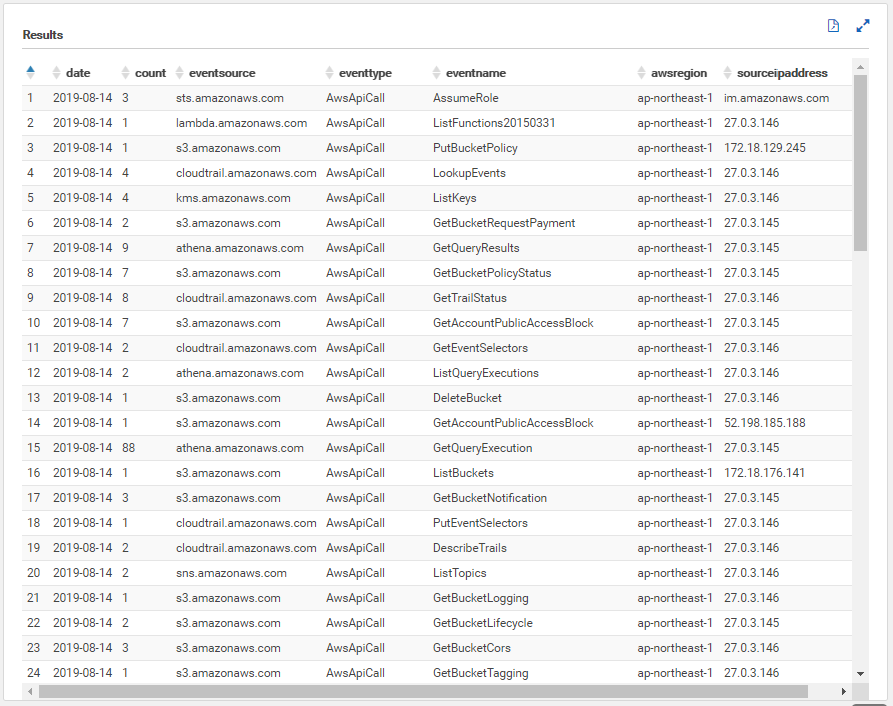 Results
date count eventsource eventtype eventname awsregion sourceipaddress
1 2019-08-14 3 sts.amazonaws.com AwsApiCall AssumeRole ap-northeast-1 im.amazonaws.com
2 2019-08-14 1 lambda.amazonaws.com AwsApiCall ListFunctions20150331 ap-northeast-1 27.0.3.146
3 2019-08-14 1 s3.amazonaws.com AwsApiCall PutBucketPolicy ap-northeast-1 172.18.129.245
4 2019-08-14 4 cloudtrail.amazonaws.com AwsApiCall LookupEvents ap-northeast-1 27.0.3.146
5 2019-08-14 4 kms.amazonaws.com AwsApiCall ListKeys ap-northeast-1 27.0.3.146
6 2019-08-14 2 s3.amazonaws.com AwsApiCall GetBucketRequestPayment ap-northeast-1 27.0.3.145
7 2019-08-14 9 athena.amazonaws.com AwsApiCall GetQueryResults ap-northeast-1 27.0.3.145
8 2019-08-14 7 s3.amazonaws.com AwsApiCall GetBucketPolicyStatus ap-northeast-1 27.0.3.145
9 2019-08-14 8 cloudtrail.amazonaws.com AwsApiCall GetTrailStatus ap-northeast-1 27.0.3.146
10 2019-08-14 7 s3.amazonaws.com AwsApiCall GetAccountPublicAccessBlock ap-northeast-1 27.0.3.145
11 2019-08-14 2 cloudtrail.amazonaws.com AwsApiCall GetEventSelectors ap-northeast-1 27.0.3.146
12 2019-08-14 2 athena.amazonaws.com AwsApiCall ListQueryExecutions ap-northeast-1 27.0.3.146
13 2019-08-14 1 s3.amazonaws.com AwsApiCall DeleteBucket ap-northeast-1 27.0.3.146
14 2019-08-14 1 s3.amazonaws.com AwsApiCall GetAccountPublicAccessBlock ap-northeast-1 52.198.185.188
15 2019-08-14 88 athena.amazonaws.com AwsApiCall GetQueryExecution ap-northeast-1 27.0.3.145
16 2019-08-14 1 s3.amazonaws.com AwsApiCall ListBuckets ap-northeast-1 172.18.176.141
17 2019-08-14 3 s3.amazonaws.com AwsApiCall GetBucketNotification ap-northeast-1 27.0.3.145
18 2019-08-14 1 cloudtrail.amazonaws.com AwsApiCall PutEventSelectors ap-northeast-1 27.0.3.146
19 2019-08-14 2 cloudtrail.amazonaws.com AwsApiCall DescribeTrails ap-northeast-1 27.0.3.146
20 2019-08-14 2 sns.amazonaws.com AwsApiCall ListTopics ap-northeast-1 27.0.3.146
21 2019-08-14 1 s3.amazonaws.com AwsApiCall GetBucketLogging ap-northeast-1 27.0.3.146
22 2019-08-14 2 s3.amazonaws.com AwsApiCall GetBucketLifecycle ap-northeast-1 27.0.3.145
23 2019-08-14 3 s3.amazonaws.com AwsApiCall GetBucketCors ap-northeast-1 27.0.3.146
24 2019-08-14 1 s3.amazonaws.com AwsApiCall GetBucketTagging ap-northeast-1 27.0.3.146